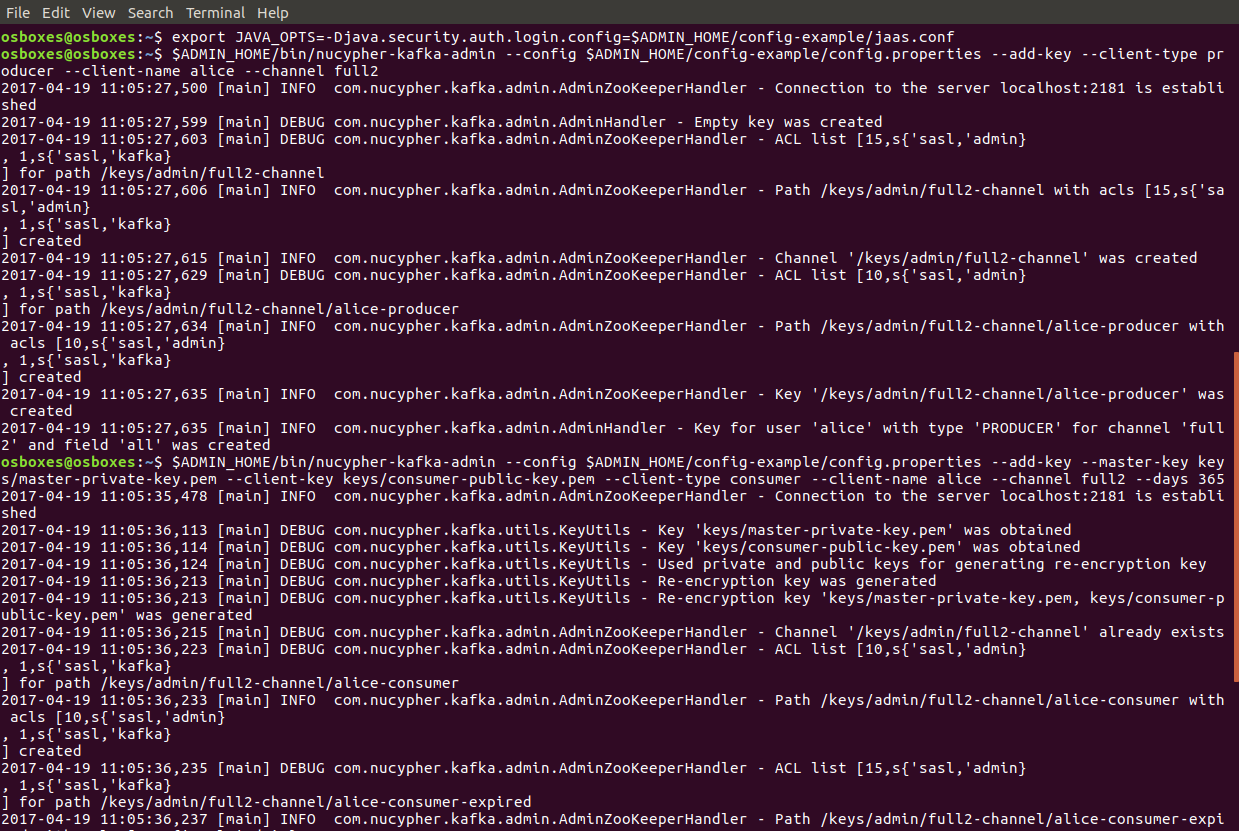 File Edit View Search Terminal Help
osboxes@osboxes:~$ export JAVA_OPTS=-Djava.security.auth.login.config=$ADMIN_HOME/config-example/jaas.conf
osboxes@osboxes:~$ $ADMIN_HOME/bin/nucypher-kafka-admin --config $ADMIN_HOME/config-example/config.properties --add-key --client-type pr
oducer --client-name alice --channel full2
2017-04-19 11:05:27,500 [main] INFO  com.nucypher.kafka.admin.AdminZooKeeperHandler - Connection to the server localhost:2181 is establi
shed
2017-04-19 11:05:27,599 [main] DEBUG com.nucypher.kafka.admin.AdminHandler - Empty key was created
2017-04-19 11:05:27,603 [main] DEBUG com.nucypher.kafka.admin.AdminZooKeeperHandler - ACL list [15,s{'sasl,'admin}
, 1,s{'sasl,'kafka}
] for path /keys/admin/full2-channel
2017-04-19 11:05:27,606 [main] INFO  com.nucypher.kafka.admin.AdminZooKeeperHandler - Path /keys/admin/full2-channel with acls [15,s{'sa
sl,'admin}
, 1,s{'sasl,'kafka}
] created
2017-04-19 11:05:27,615 [main] INFO  com.nucypher.kafka.admin.AdminZooKeeperHandler - Channel '/keys/admin/full2-channel' was created
2017-04-19 11:05:27,629 [main] DEBUG com.nucypher.kafka.admin.AdminZooKeeperHandler - ACL list [10,s{'sasl,'admin}
, 1,s{'sasl,'kafka}
] for path /keys/admin/full2-channel/alice-producer
2017-04-19 11:05:27,634 [main] INFO  com.nucypher.kafka.admin.AdminZooKeeperHandler - Path /keys/admin/full2-channel/alice-producer with
 acls [10,s{'sasl,'admin}
, 1,s{'sasl,'kafka}
] created
2017-04-19 11:05:27,635 [main] INFO  com.nucypher.kafka.admin.AdminZooKeeperHandler - Key '/keys/admin/full2-channel/alice-producer' was
 created
2017-04-19 11:05:27,635 [main] INFO  com.nucypher.kafka.admin.AdminHandler - Key for user 'alice' with type 'PRODUCER' for channel 'full
2' and field 'all' was created
osboxes@osboxes:~$ $ADMIN_HOME/bin/nucypher-kafka-admin --config $ADMIN_HOME/config-example/config.properties --add-key --master-key key
s/master-private-key.pem --client-key keys/consumer-public-key.pem --client-type consumer --client-name alice --channel full2 --days 365
2017-04-19 11:05:35,478 [main] INFO  com.nucypher.kafka.admin.AdminZooKeeperHandler - Connection to the server localhost:2181 is establi
shed
2017-04-19 11:05:36,113 [main] DEBUG com.nucypher.kafka.utils.KeyUtils - Key 'keys/master-private-key.pem' was obtained
2017-04-19 11:05:36,114 [main] DEBUG com.nucypher.kafka.utils.KeyUtils - Key 'keys/consumer-public-key.pem' was obtained
2017-04-19 11:05:36,124 [main] DEBUG com.nucypher.kafka.utils.KeyUtils - Used private and public keys for generating re-encryption key
2017-04-19 11:05:36,213 [main] DEBUG com.nucypher.kafka.utils.KeyUtils - Re-encryption key was generated
2017-04-19 11:05:36,213 [main] DEBUG com.nucypher.kafka.utils.KeyUtils - Re-encryption key 'keys/master-private-key.pem, keys/consumer-p
ublic-key.pem' was generated
2017-04-19 11:05:36,215 [main] DEBUG com.nucypher.kafka.admin.AdminZooKeeperHandler - Channel '/keys/admin/full2-channel' already exists
2017-04-19 11:05:36,223 [main] DEBUG com.nucypher.kafka.admin.AdminZooKeeperHandler - ACL list [10,s{'sasl,'admin}
, 1,s{'sasl,'kafka}
] for path /keys/admin/full2-channel/alice-consumer
2017-04-19 11:05:36,233 [main] INFO  com.nucypher.kafka.admin.AdminZooKeeperHandler - Path /keys/admin/full2-channel/alice-consumer with
 acls [10,s{'sasl,'admin}
, 1,s{'sasl,'kafka}
] created
2017-04-19 11:05:36,235 [main] DEBUG com.nucypher.kafka.admin.AdminZooKeeperHandler - ACL list [15,s{'sasl,'admin}
, 1,s{'sasl,'kafka}
] for path /keys/admin/full2-channel/alice-consumer-expired
2017-04-19 11:05:36,237 [main] INFO  com.nucypher.kafka.admin.AdminZooKeeperHandler - Path /keys/admin/full2-channel/alice-consumer-expi